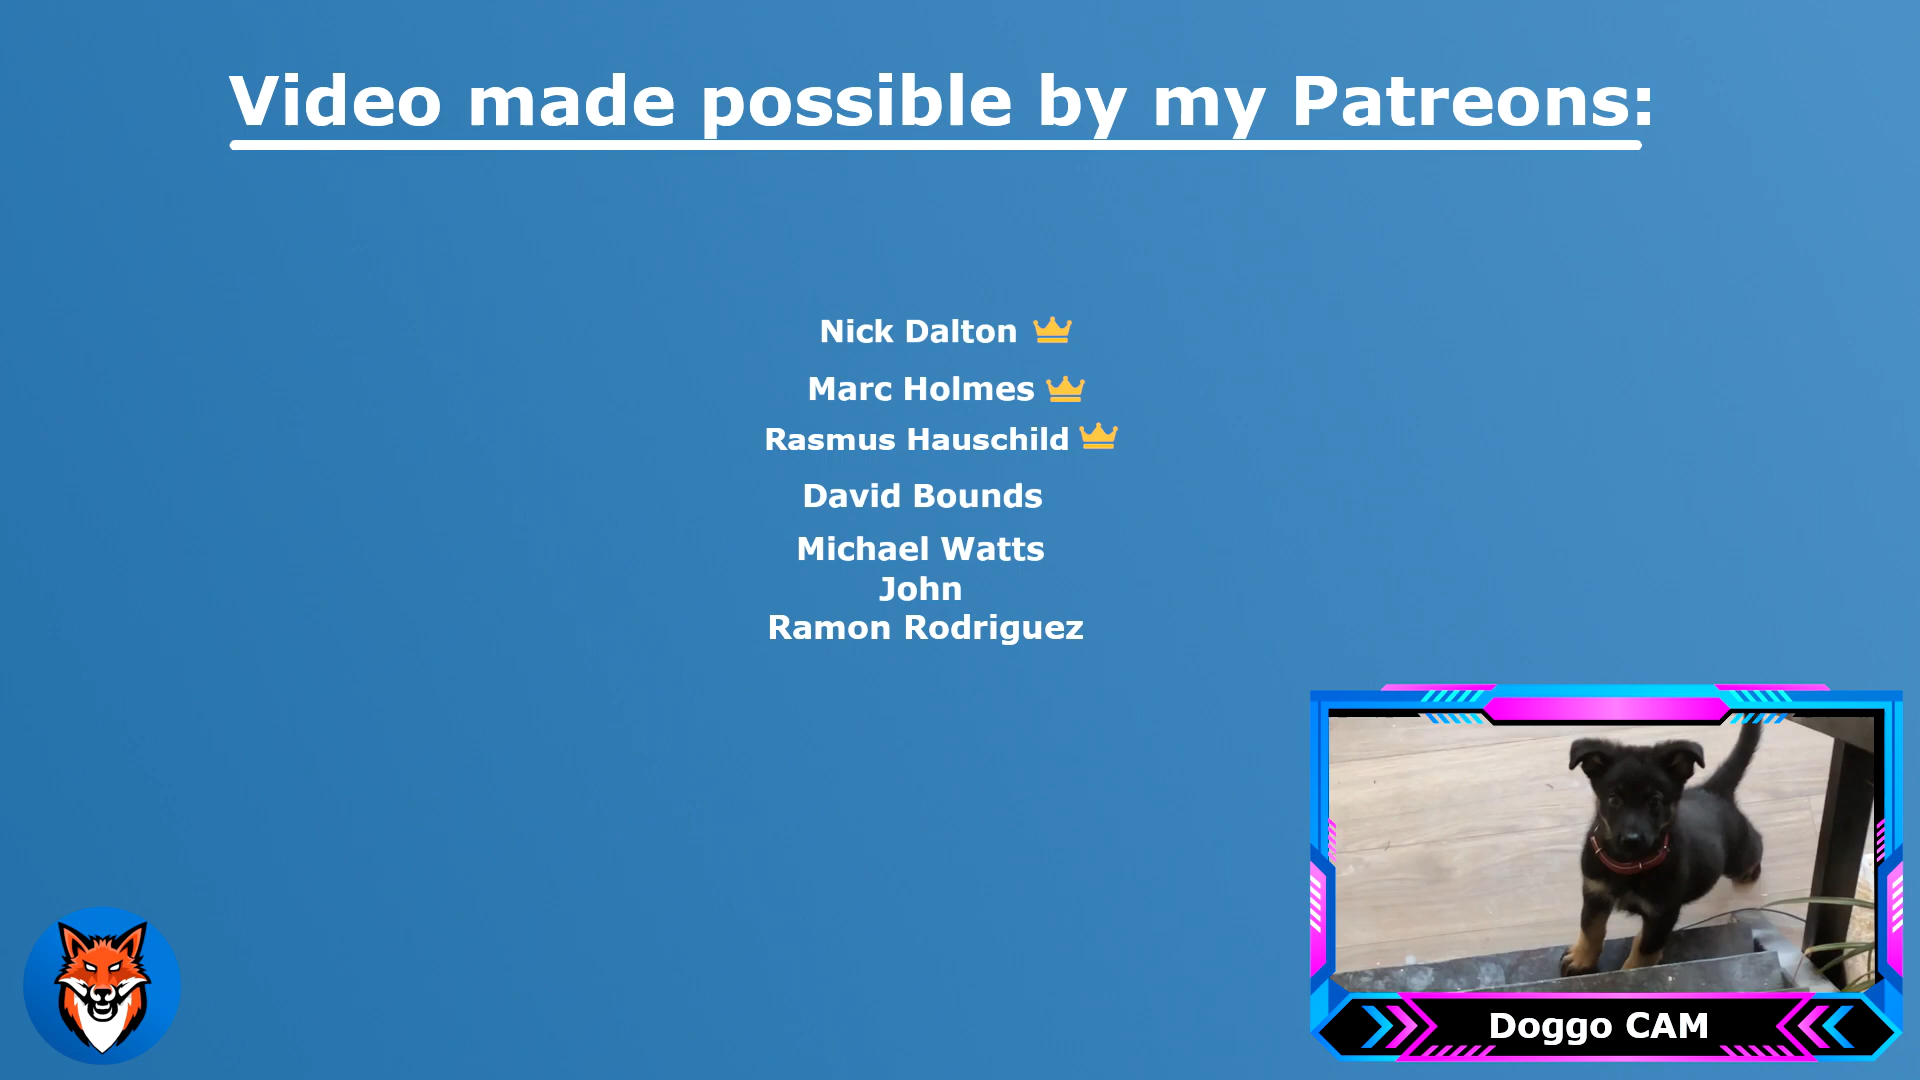 Video made possible by my Patreons:
Nick Dalton
Marc Holmes
Rasmus Hauschild
David Bounds
Michael Watts
John
Ramon Rodriguez
Doggo CAM